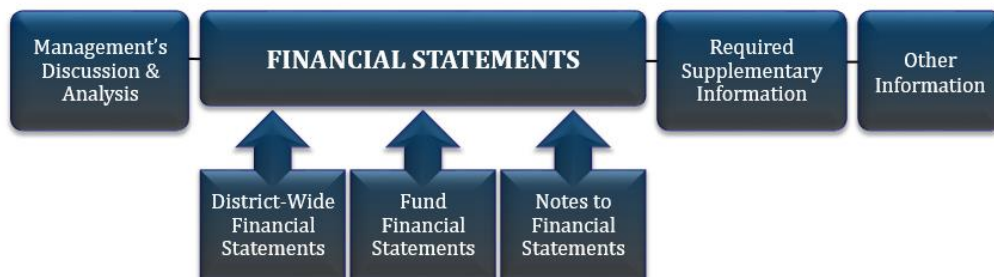 Management’s
Discussion &
Analysis
FINANCIAL STATEMENTS
Required
Supplementary
Information
Other
Information
District-Wide
Financial
Statements
Fund
Financial
Statements
Notes to
Financial
Statements